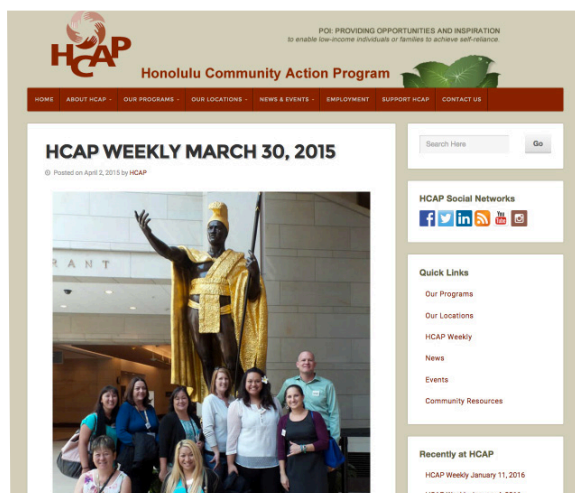 HCAP
POI: PROVIDING OPPORTUNITIES AND INSPIRATION
to enable low-income individuals or families to achieve self-reliance.
Honolulu Community Action Program
HOME ABOUT HCAP OUR PROGRAMS OUR LOCATIONS NEWS & EVENTS EMPLOYMENT SUPPORT HCAP CONTACT US
HCAP WEEKLY MARCH 30, 2015
Posted on April 2, 2015 by HCAP
RANT
Search Here Go
HCAP Social Networks
f in You Tube
Quick Links
Our Programs
Our Locations
HCAP Weekly
News
Events
Community Resources
Recently at HCAP
HCAP Weekly January 11, 2016